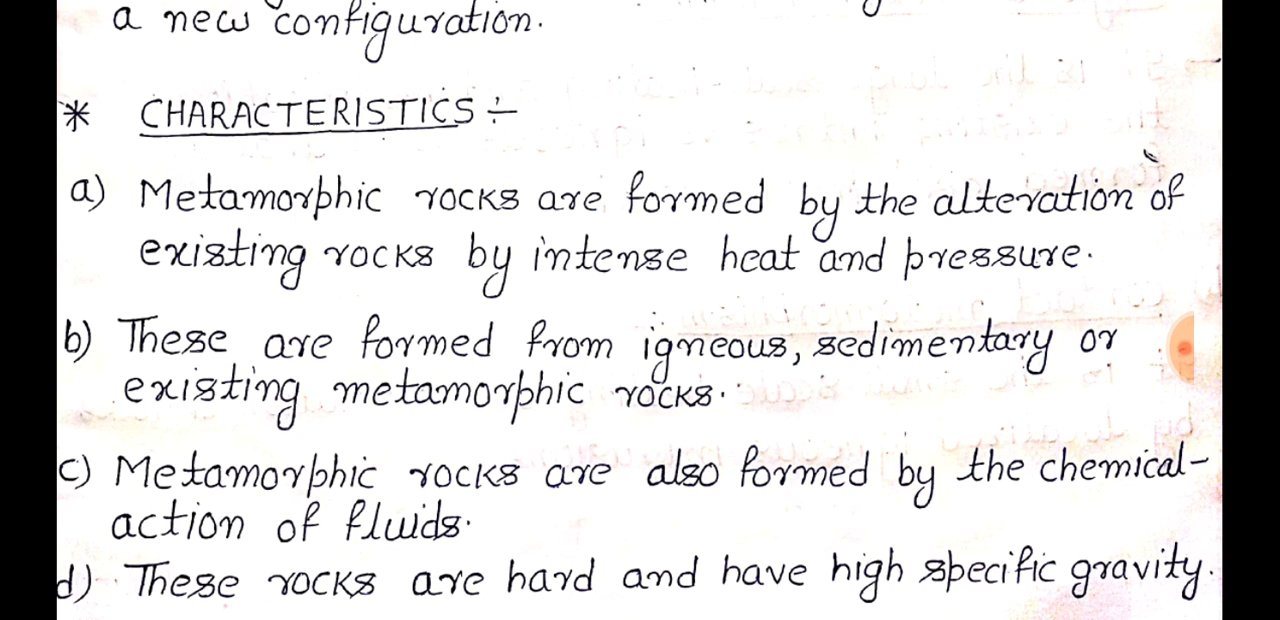 a new configuration.
* CHARACTERISTICS :-
a) Metamorphic rocks are formed by the alteration of
existing rocks by intense heat and pressure.
b) These are formed from igneous, sedimentary or
existing metamorphic rocks.
c) Metamorphic rocks are also formed by the chemical-
action of fluids.
d) These rocks are hard and have high specific gravity.